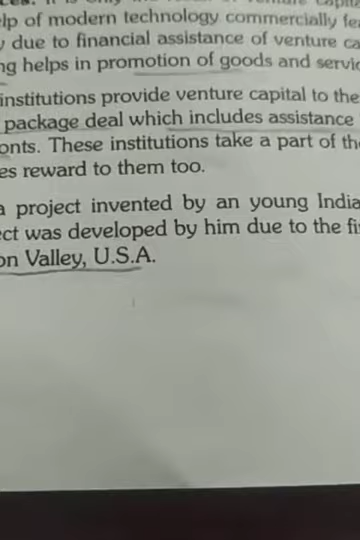 lp of modern technology commercially fe
due to financial assistance of venture ca
ng helps in promotion of goods and servic
institutions provide venture capital to the
package deal which includes assistance
onts. These institutions take a part of th
es reward to them too.
a project invented by an young India
ect was developed by him due to the fi
on Valley, U.S.A.